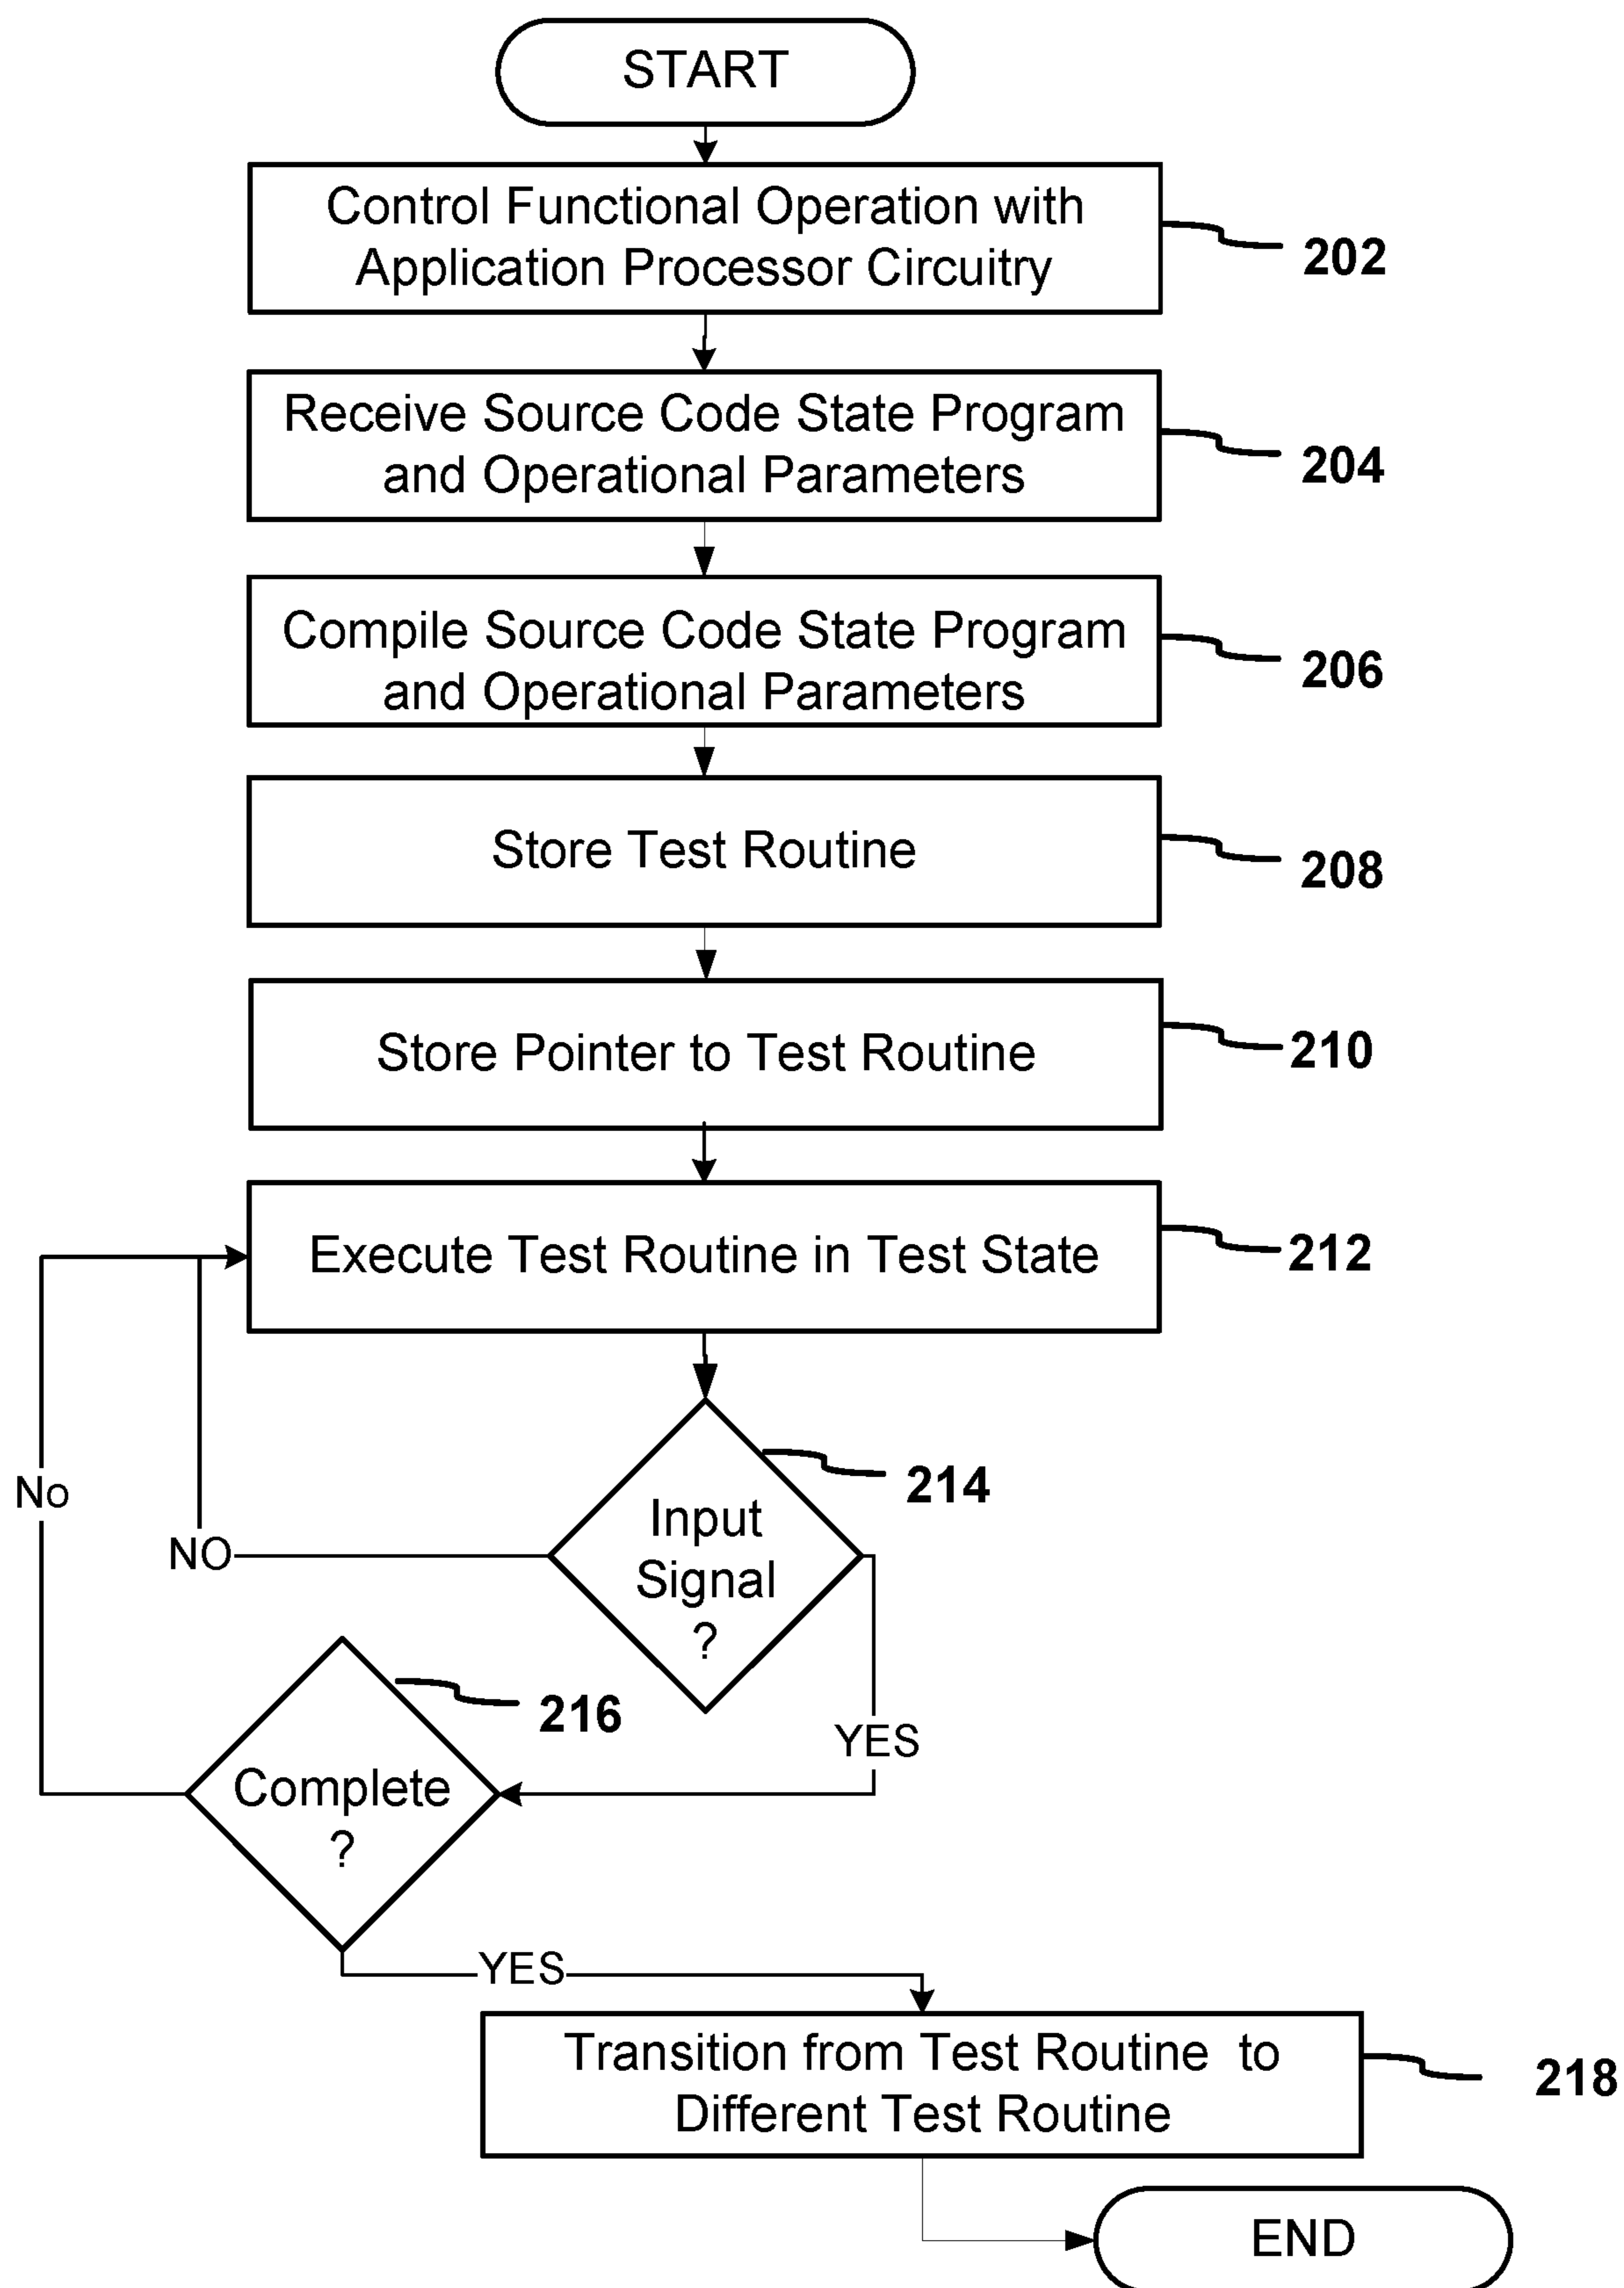 START
Control Functional Operation with
Application Processor Circuitry
202
Receive Source Code State Program
and Operational Parameters
204
Compile Source Code State Program
and Operational Parameters
206
Store Test Routine
208
Store Pointer to Test Routine
210
Execute Test Routine in Test State
212
214
Input
Signal
?
No
NO
YES
216
Complete
?
YES
Transition from Test Routine to
Different Test Routine
218
END